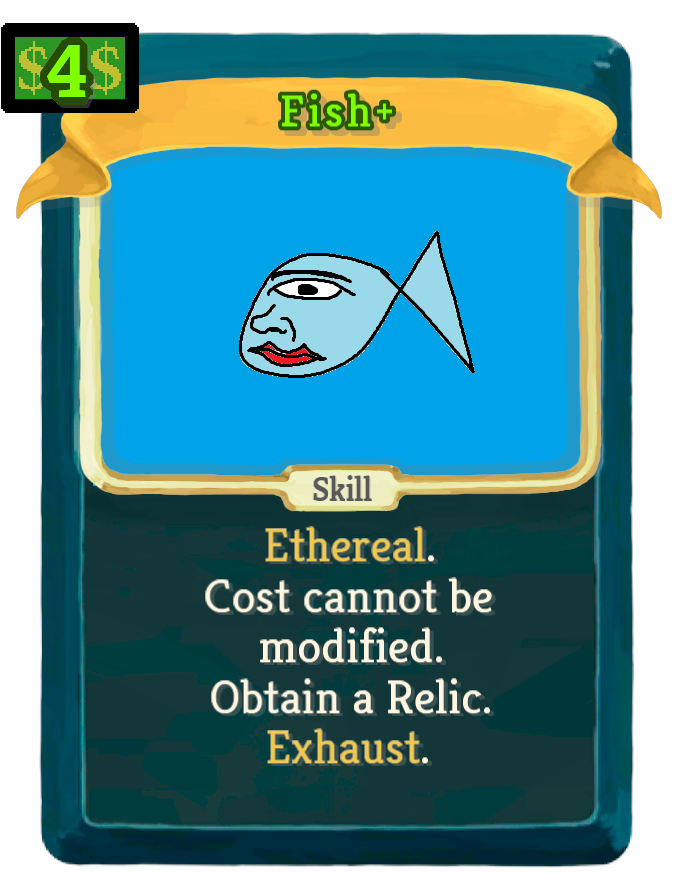 $4$
Fish+
Skill
Ethereal.
Cost cannot be
modified.
Obtain a Relic.
Exhaust.